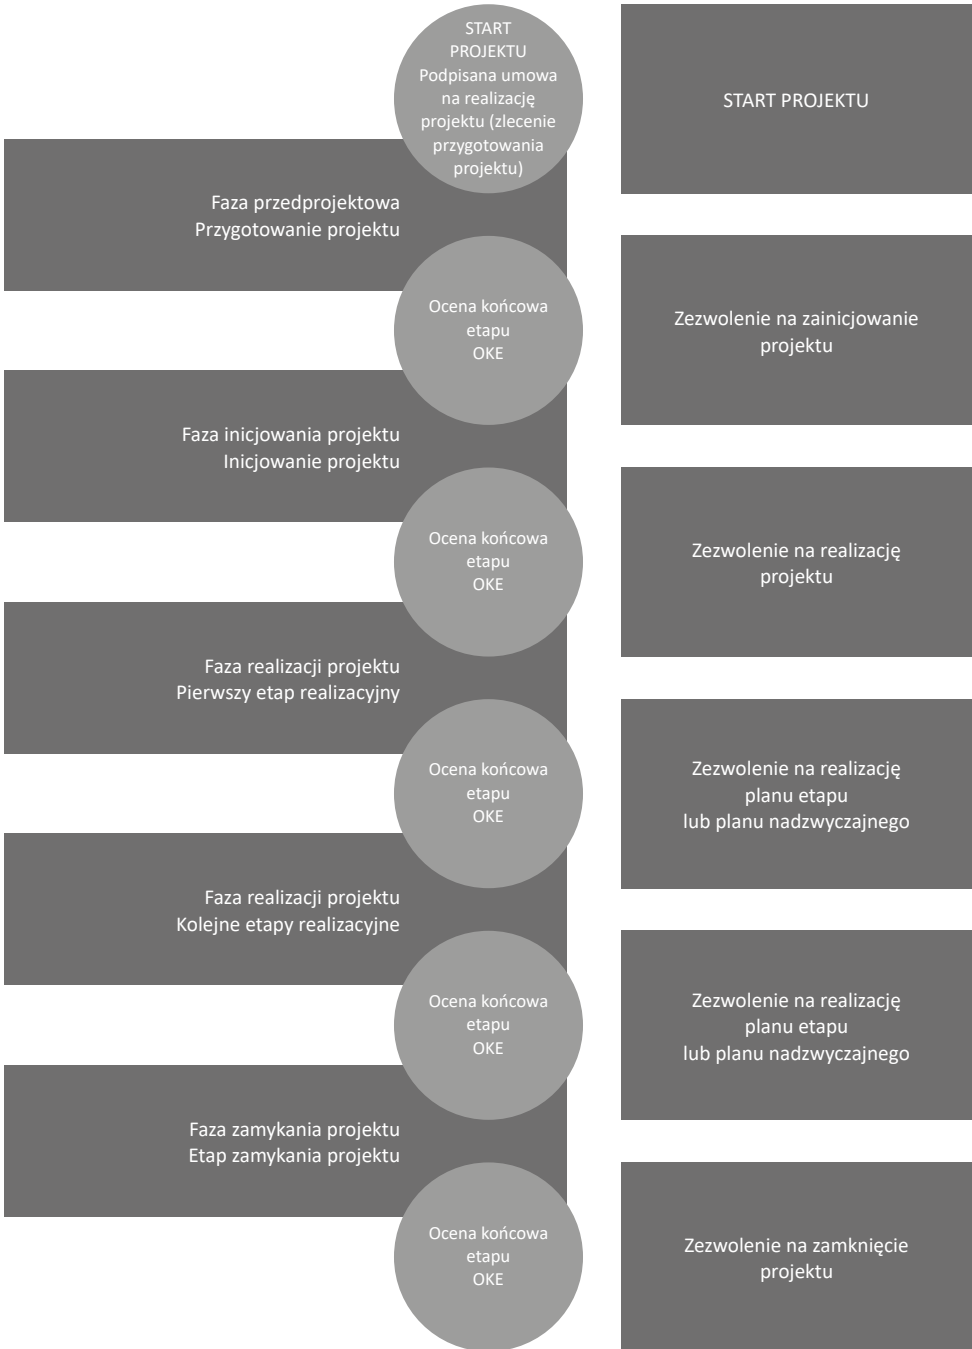 START
PROJEKTU
Podpisana umowa
na realizację
projektu (zlecenie
przygotowania
projektu)
START PROJEKTU
Faza przedprojektowa
Przygotowanie projektu
Ocena końcowa
etapu
OKE
Zezwolenie na zainicjowanie
projektu
Faza inicjowania projektu
Inicjowanie projektu
Ocena końcowa
etapu
OKE
Zezwolenie na realizację
projektu
Faza realizacji projektu
Pierwszy etap realizacyjny
Ocena końcowa
etapu
OKE
Zezwolenie na realizację
planu etapu
lub planu nadzwyczajnego
Faza realizacji projektu
Kolejne etapy realizacyjne
Ocena końcowa
etapu
OKE
Zezwolenie na realizację
planu etapu
lub planu nadzwyczajnego
Faza zamykania projektu
Etap zamykania projektu
Ocena końcowa
etapu
OKE
Zezwolenie na zamknięcie
projektu